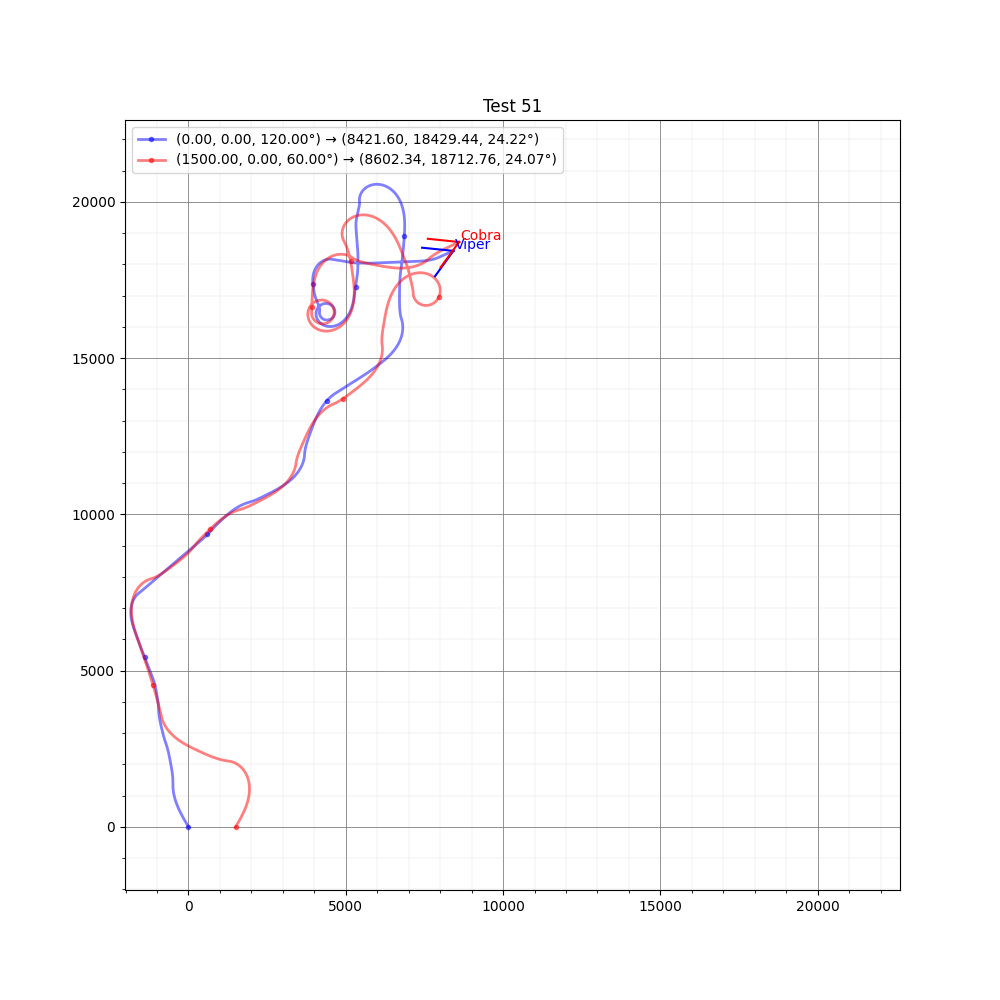 Test 51
(0.00, 0.00, 120.00°) → (8421.60, 18429.44, 24.22°)
(1500.00, 0.00, 60.00°) → (8602.34, 18712.76, 24.07°)
20000
Cobra
Viper
15000
10000
5000
0
0 5000 10000 15000 20000